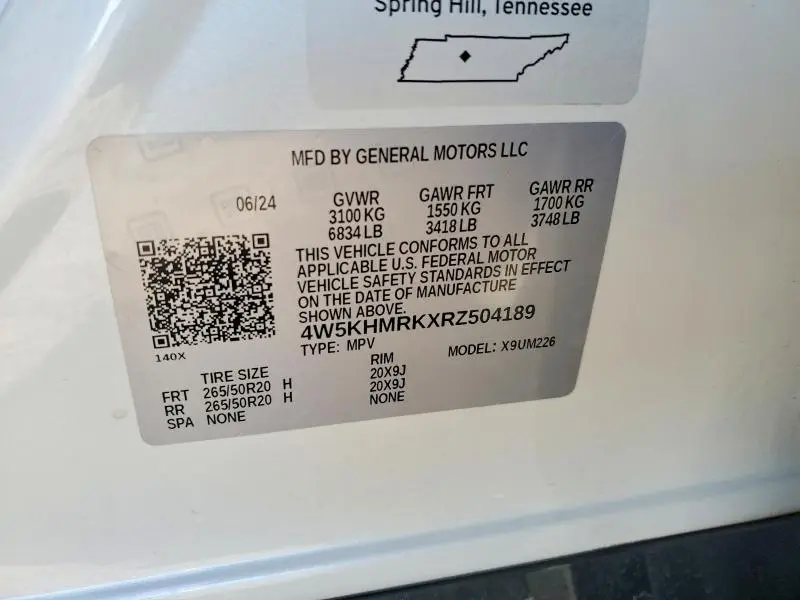 Spring Hill, Tennessee
MFD BY GENERAL MOTORS LLC
06/24 GVWR GAWR FRT GAWR RR
3100 KG 1550 KG 1700 KG
6834 LB 3418 LB 3748 LB
THIS VEHICLE CONFORMS TO ALL
APPLICABLE U.S. FEDERAL MOTOR
VEHICLE SAFETY STANDARDS IN EFFECT
ON THE DATE OF MANUFACTURE
SHOWN ABOVE.
4W5KHMRKXRZ504189
TYPE: MPV MODEL: X9UM226
140X
TIRE SIZE RIM
FRT 265/50R20 H 20X9J
RR 265/50R20 H 20X9J
SPA NONE NONE